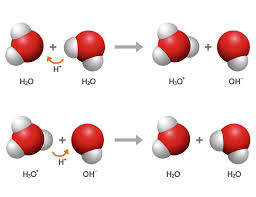 + +
H⁺
H₂O H₂O H₃O⁺ OH⁻
+ +
H⁺
H₃O⁺ OH⁻ H₂O H₂O